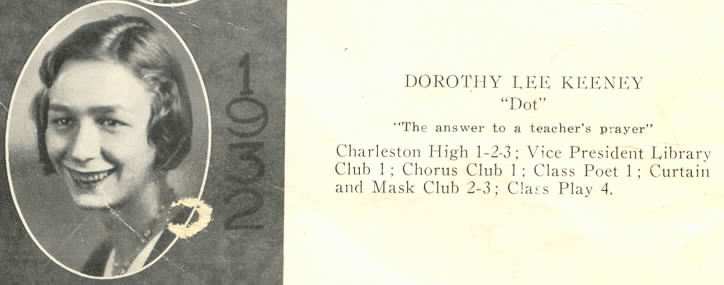 1932
DOROTHY LEE KEENEY
"Dot"
"The answer to a teacher's prayer"
Charleston High 1-2-3; Vice President Library
Club 1; Chorus Club 1; Class Poet 1; Curtain
and Mask Club 2-3; Class Play 4.